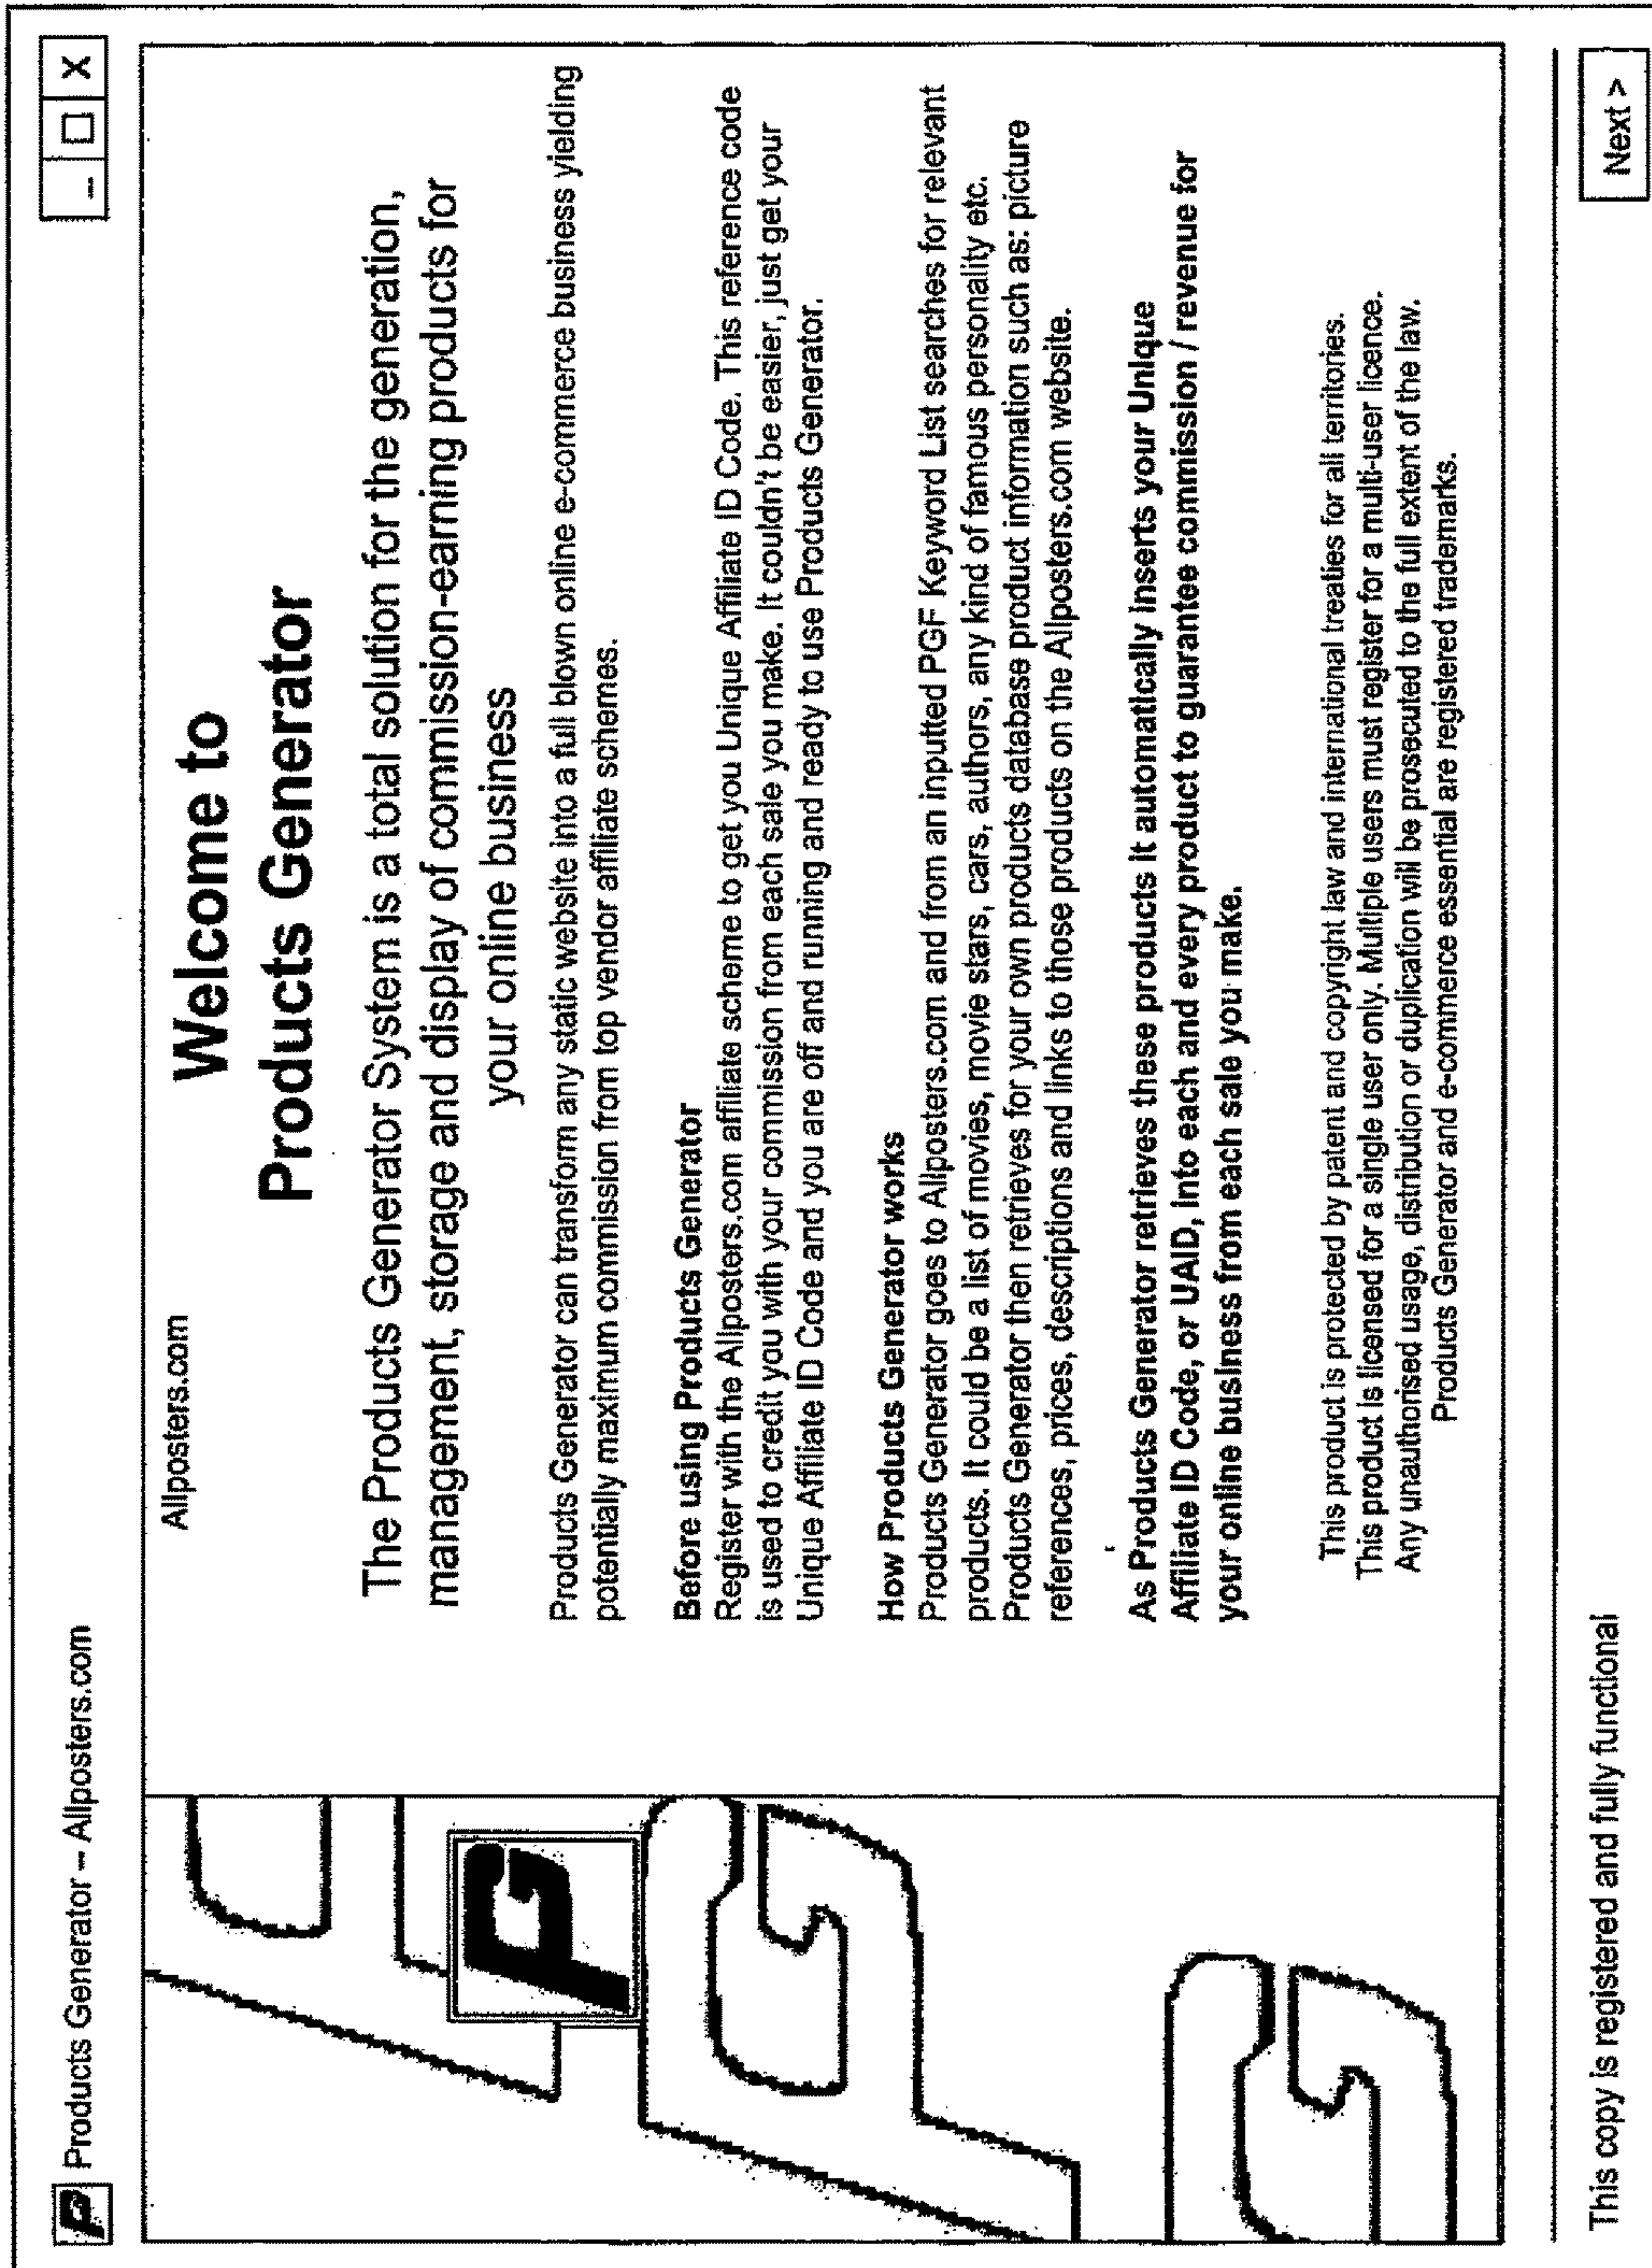 Products Generator – Allposters.com
_ □ X
Allposters.com
Welcome to
Products Generator
The Products Generator System is a total solution for the generation,
management, storage and display of commission-earning products for
your online business
Products Generator can transform any static website into a full blown online e-commerce business yielding
potentially maximum commission from top vendor affiliate schemes.
Before using Products Generator
Register with the Allposters.com affiliate scheme to get you Unique Affiliate ID Code. This reference code
is used to credit you with your commission from each sale you make. It couldn't be easier, just get your
Unique Affiliate ID Code and you are off and running and ready to use Products Generator.
How Products Generator works
Products Generator goes to Allposters.com and from an inputted PGF Keyword List searches for relevant
products. It could be a list of movies, movie stars, cars, authors, any kind of famous personality etc.
Products Generator then retrieves for your own products database product information such as: picture
references, prices, descriptions and links to those products on the Allposters.com website.
As Products Generator retrieves these products it automatically inserts your Unique
Affiliate ID Code, or UAID, into each and every product to guarantee commission / revenue for
your online business from each sale you make.
This product is protected by patent and copyright law and international treaties for all territories.
This product is licensed for a single user only. Multiple users must register for a multi-user licence.
Any unauthorised usage, distribution or duplication will be prosecuted to the full extent of the law.
Products Generator and e-commerce essential are registered trademarks.
This copy is registered and fully functional
Next >